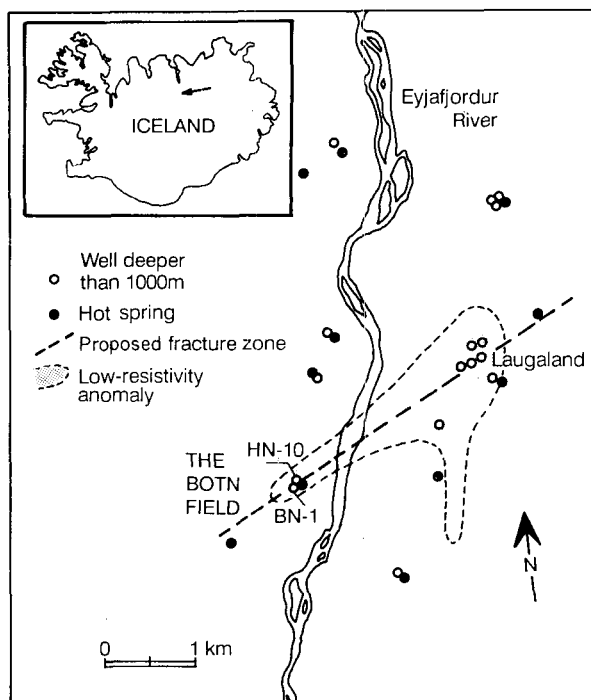 ICELAND
Eyjafjordur
River
Well deeper
than 1000m
Hot spring
Proposed fracture zone
Low-resistivity
anomaly
Laugaland
HN-10
THE
BOTN
FIELD
BN-1
N
0 1 km